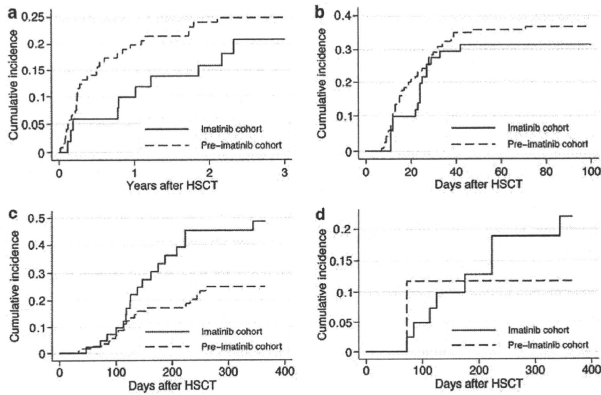 a
Cumulative incidence
0.25
0.20
0.15
0.1
0.05
0
Imatinib cohort
Pre-imatinib cohort
0 1 2 3
Years after HSCT
b
Cumulative incidence
0.4
0.3
0.2
0.1
0
Imatinib cohort
Pre-imatinib cohort
0 20 40 60 80 100
Days after HSCT
c
Cumulative incidence
0.5
0.4
0.3
0.2
0.1
0
Imatinib cohort
Pre-imatinib cohort
0 100 200 300 400
Days after HSCT
d
Cumulative incidence
0.2
0.15
0.1
0.05
0
Imatinib cohort
Pre-imatinib cohort
0 100 200 300 400
Days after HSCT